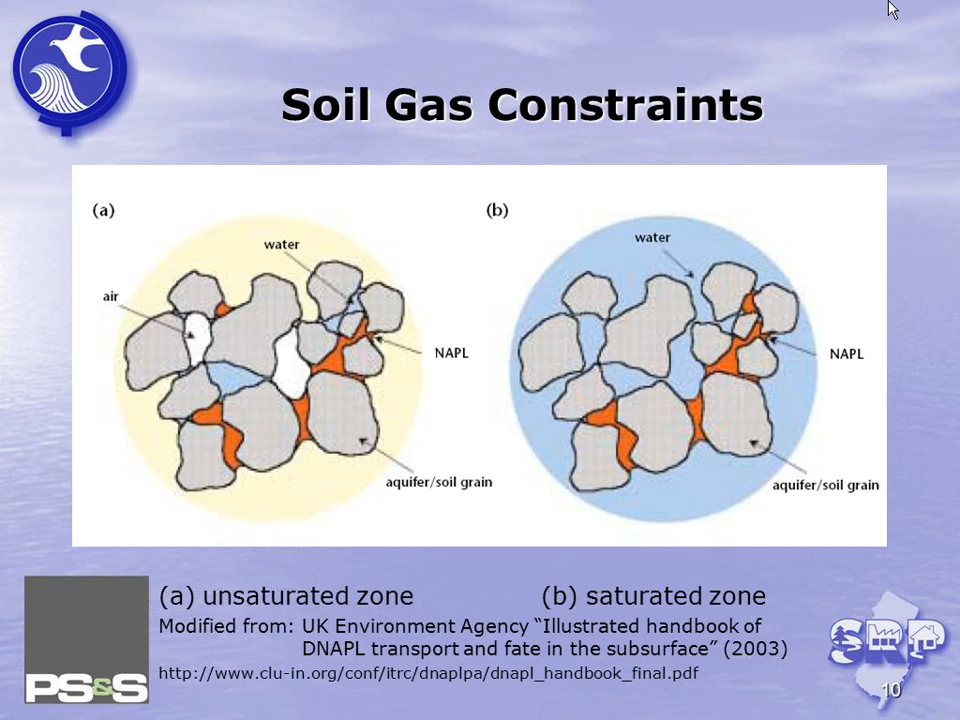 Soil Gas Constraints
(a)
(b)
water
water
air
NAPL
NAPL
aquifer/soil grain
aquifer/soil grain
(a) unsaturated zone (b) saturated zone
Modified from: UK Environment Agency “Illustrated handbook of
DNAPL transport and fate in the subsurface” (2003)
http://www.clu-in.org/conf/itrc/dnaplpa/dnapl_handbook_final.pdf
PS&S
SRP
10